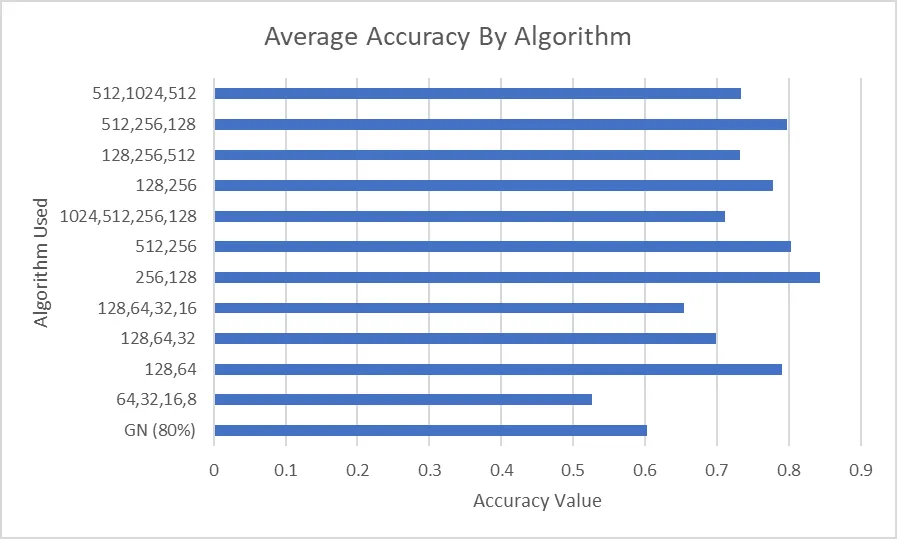 Average Accuracy By Algorithm
Algorithm Used
512,1024,512
512,256,128
128,256,512
128,256
1024,512,256,128
512,256
256,128
128,64,32,16
128,64,32
128,64
64,32,16,8
GN (80%)
0 0.1 0.2 0.3 0.4 0.5 0.6 0.7 0.8 0.9
Accuracy Value